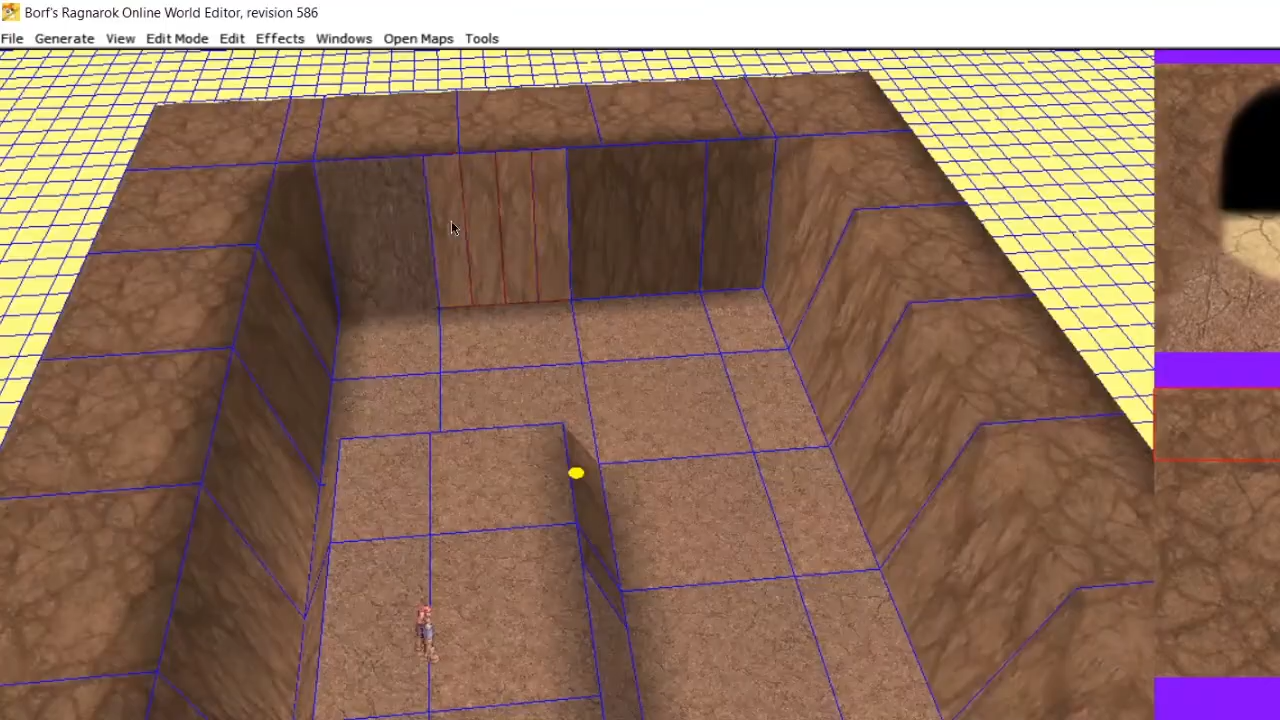 Borf's Ragnarok Online World Editor, revision 586
File Generate View Edit Mode Edit Effects Windows Open Maps Tools